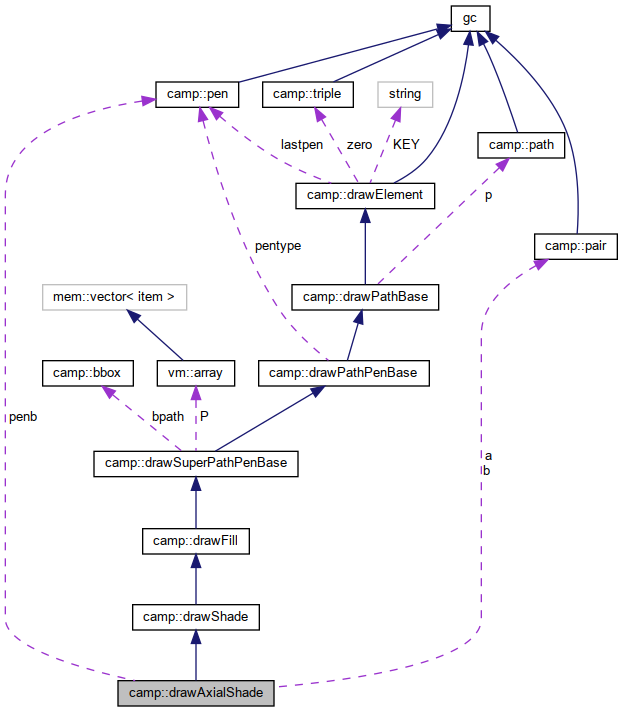 gc
camp::pen
camp::triple
string
lastpen
zero
KEY
camp::path
camp::drawElement
p
pentype
camp::pair
mem::vector< item >
camp::drawPathBase
camp::bbox
vm::array
camp::drawPathPenBase
penb
bpath
P
a
b
camp::drawSuperPathPenBase
camp::drawFill
camp::drawShade
camp::drawAxialShade